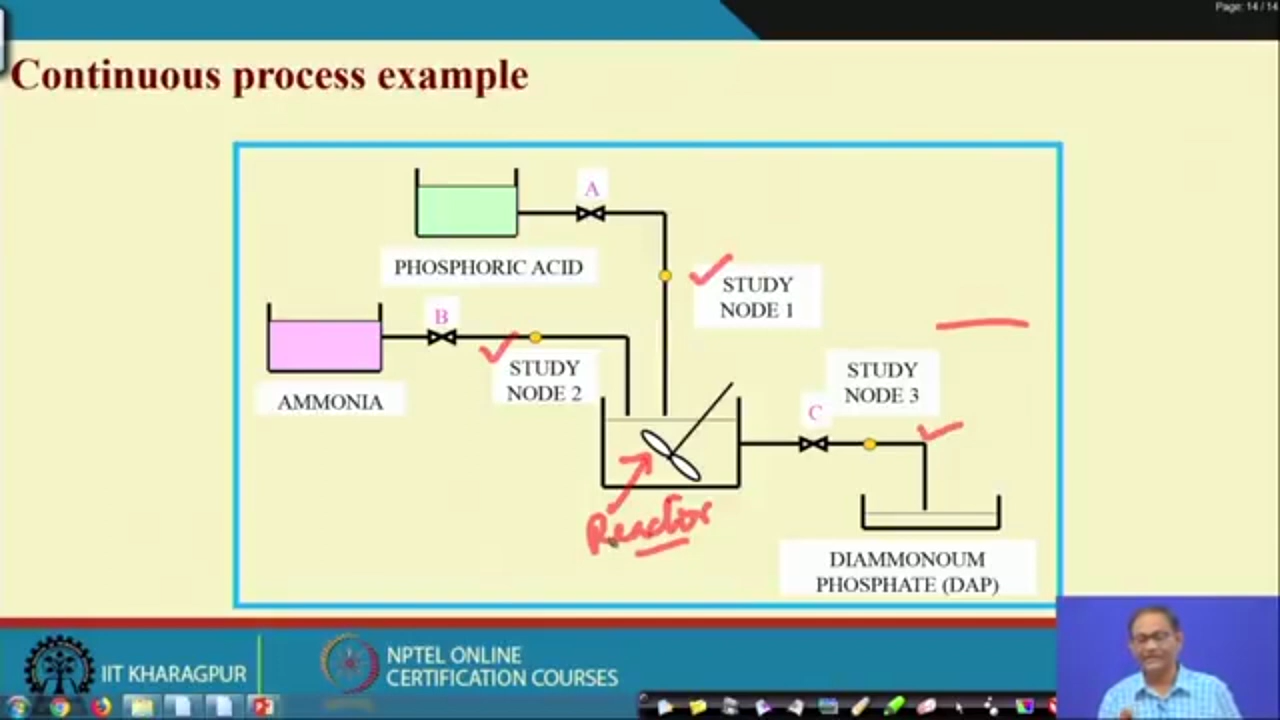 Page: 14 / 14
Continuous process example
A
PHOSPHORIC ACID
STUDY
NODE 1
B
AMMONIA
STUDY
NODE 2
STUDY
NODE 3
C
Reactor
DIAMMONOUM
PHOSPHATE (DAP)
IIT KHARAGPUR
NPTEL ONLINE
CERTIFICATION COURSES